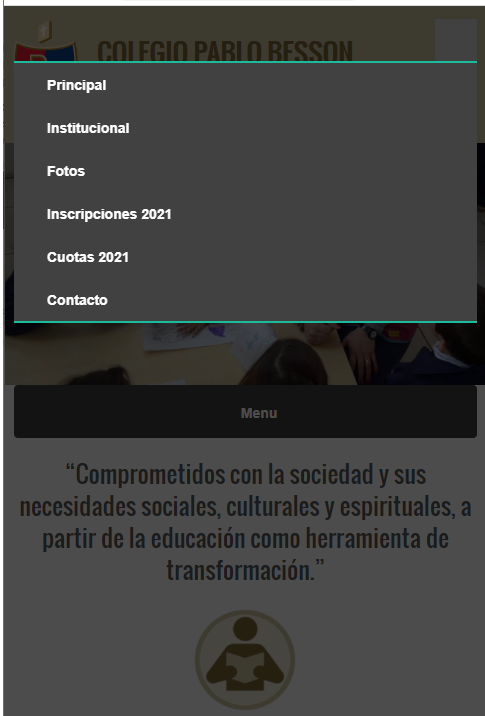 COLEGIO PABLO BESSON
Principal
Institucional
Fotos
Inscripciones 2021
Cuotas 2021
Contacto
Menu
“Comprometidos con la sociedad y sus
necesidades sociales, culturales y espirituales, a
partir de la educación como herramienta de
transformación.”